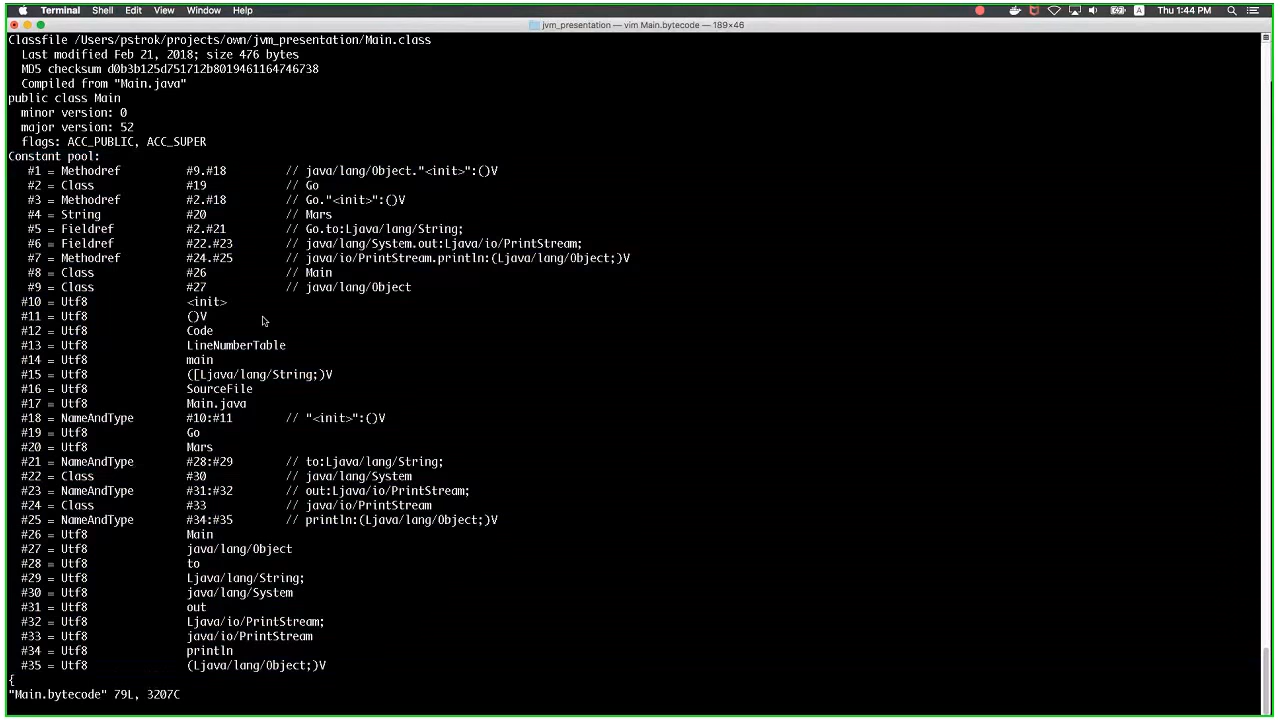 Terminal Shell Edit View Window Help A Thu 1:44 PM
jvm_presentation — vim Main.bytecode — 189×46
Classfile /Users/pstrok/projects/own/jvm_presentation/Main.class
  Last modified Feb 21, 2018; size 476 bytes
  MD5 checksum d0b3b125d751712b8019461164746738
  Compiled from "Main.java"
public class Main
  minor version: 0
  major version: 52
  flags: ACC_PUBLIC, ACC_SUPER
Constant pool:
   #1 = Methodref          #9.#18         // java/lang/Object."<init>":()V
   #2 = Class              #19            // Go
   #3 = Methodref          #2.#18         // Go."<init>":()V
   #4 = String             #20            // Mars
   #5 = Fieldref           #2.#21         // Go.to:Ljava/lang/String;
   #6 = Fieldref           #22.#23        // java/lang/System.out:Ljava/io/PrintStream;
   #7 = Methodref          #24.#25        // java/io/PrintStream.println:(Ljava/lang/Object;)V
   #8 = Class              #26            // Main
   #9 = Class              #27            // java/lang/Object
  #10 = Utf8               <init>
  #11 = Utf8               ()V
  #12 = Utf8               Code
  #13 = Utf8               LineNumberTable
  #14 = Utf8               main
  #15 = Utf8               ([Ljava/lang/String;)V
  #16 = Utf8               SourceFile
  #17 = Utf8               Main.java
  #18 = NameAndType        #10:#11        // "<init>":()V
  #19 = Utf8               Go
  #20 = Utf8               Mars
  #21 = NameAndType        #28:#29        // to:Ljava/lang/String;
  #22 = Class              #30            // java/lang/System
  #23 = NameAndType        #31:#32        // out:Ljava/io/PrintStream;
  #24 = Class              #33            // java/io/PrintStream
  #25 = NameAndType        #34:#35        // println:(Ljava/lang/Object;)V
  #26 = Utf8               Main
  #27 = Utf8               java/lang/Object
  #28 = Utf8               to
  #29 = Utf8               Ljava/lang/String;
  #30 = Utf8               java/lang/System
  #31 = Utf8               out
  #32 = Utf8               Ljava/io/PrintStream;
  #33 = Utf8               java/io/PrintStream
  #34 = Utf8               println
  #35 = Utf8               (Ljava/lang/Object;)V
{
"Main.bytecode" 79L, 3207C